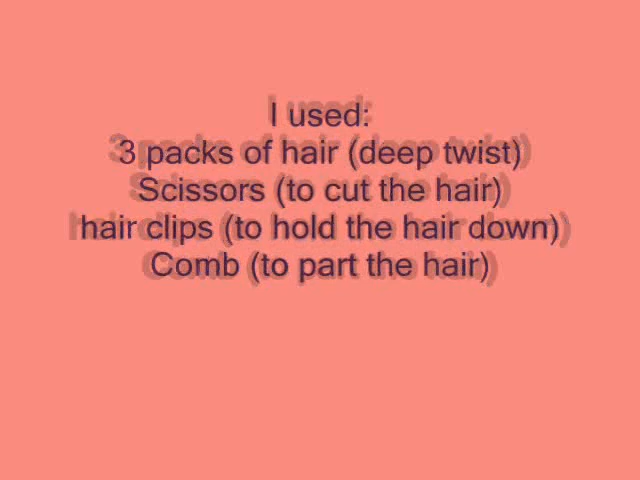 I used:
3 packs of hair (deep twist)
Scissors (to cut the hair)
hair clips (to hold the hair down)
Comb (to part the hair)